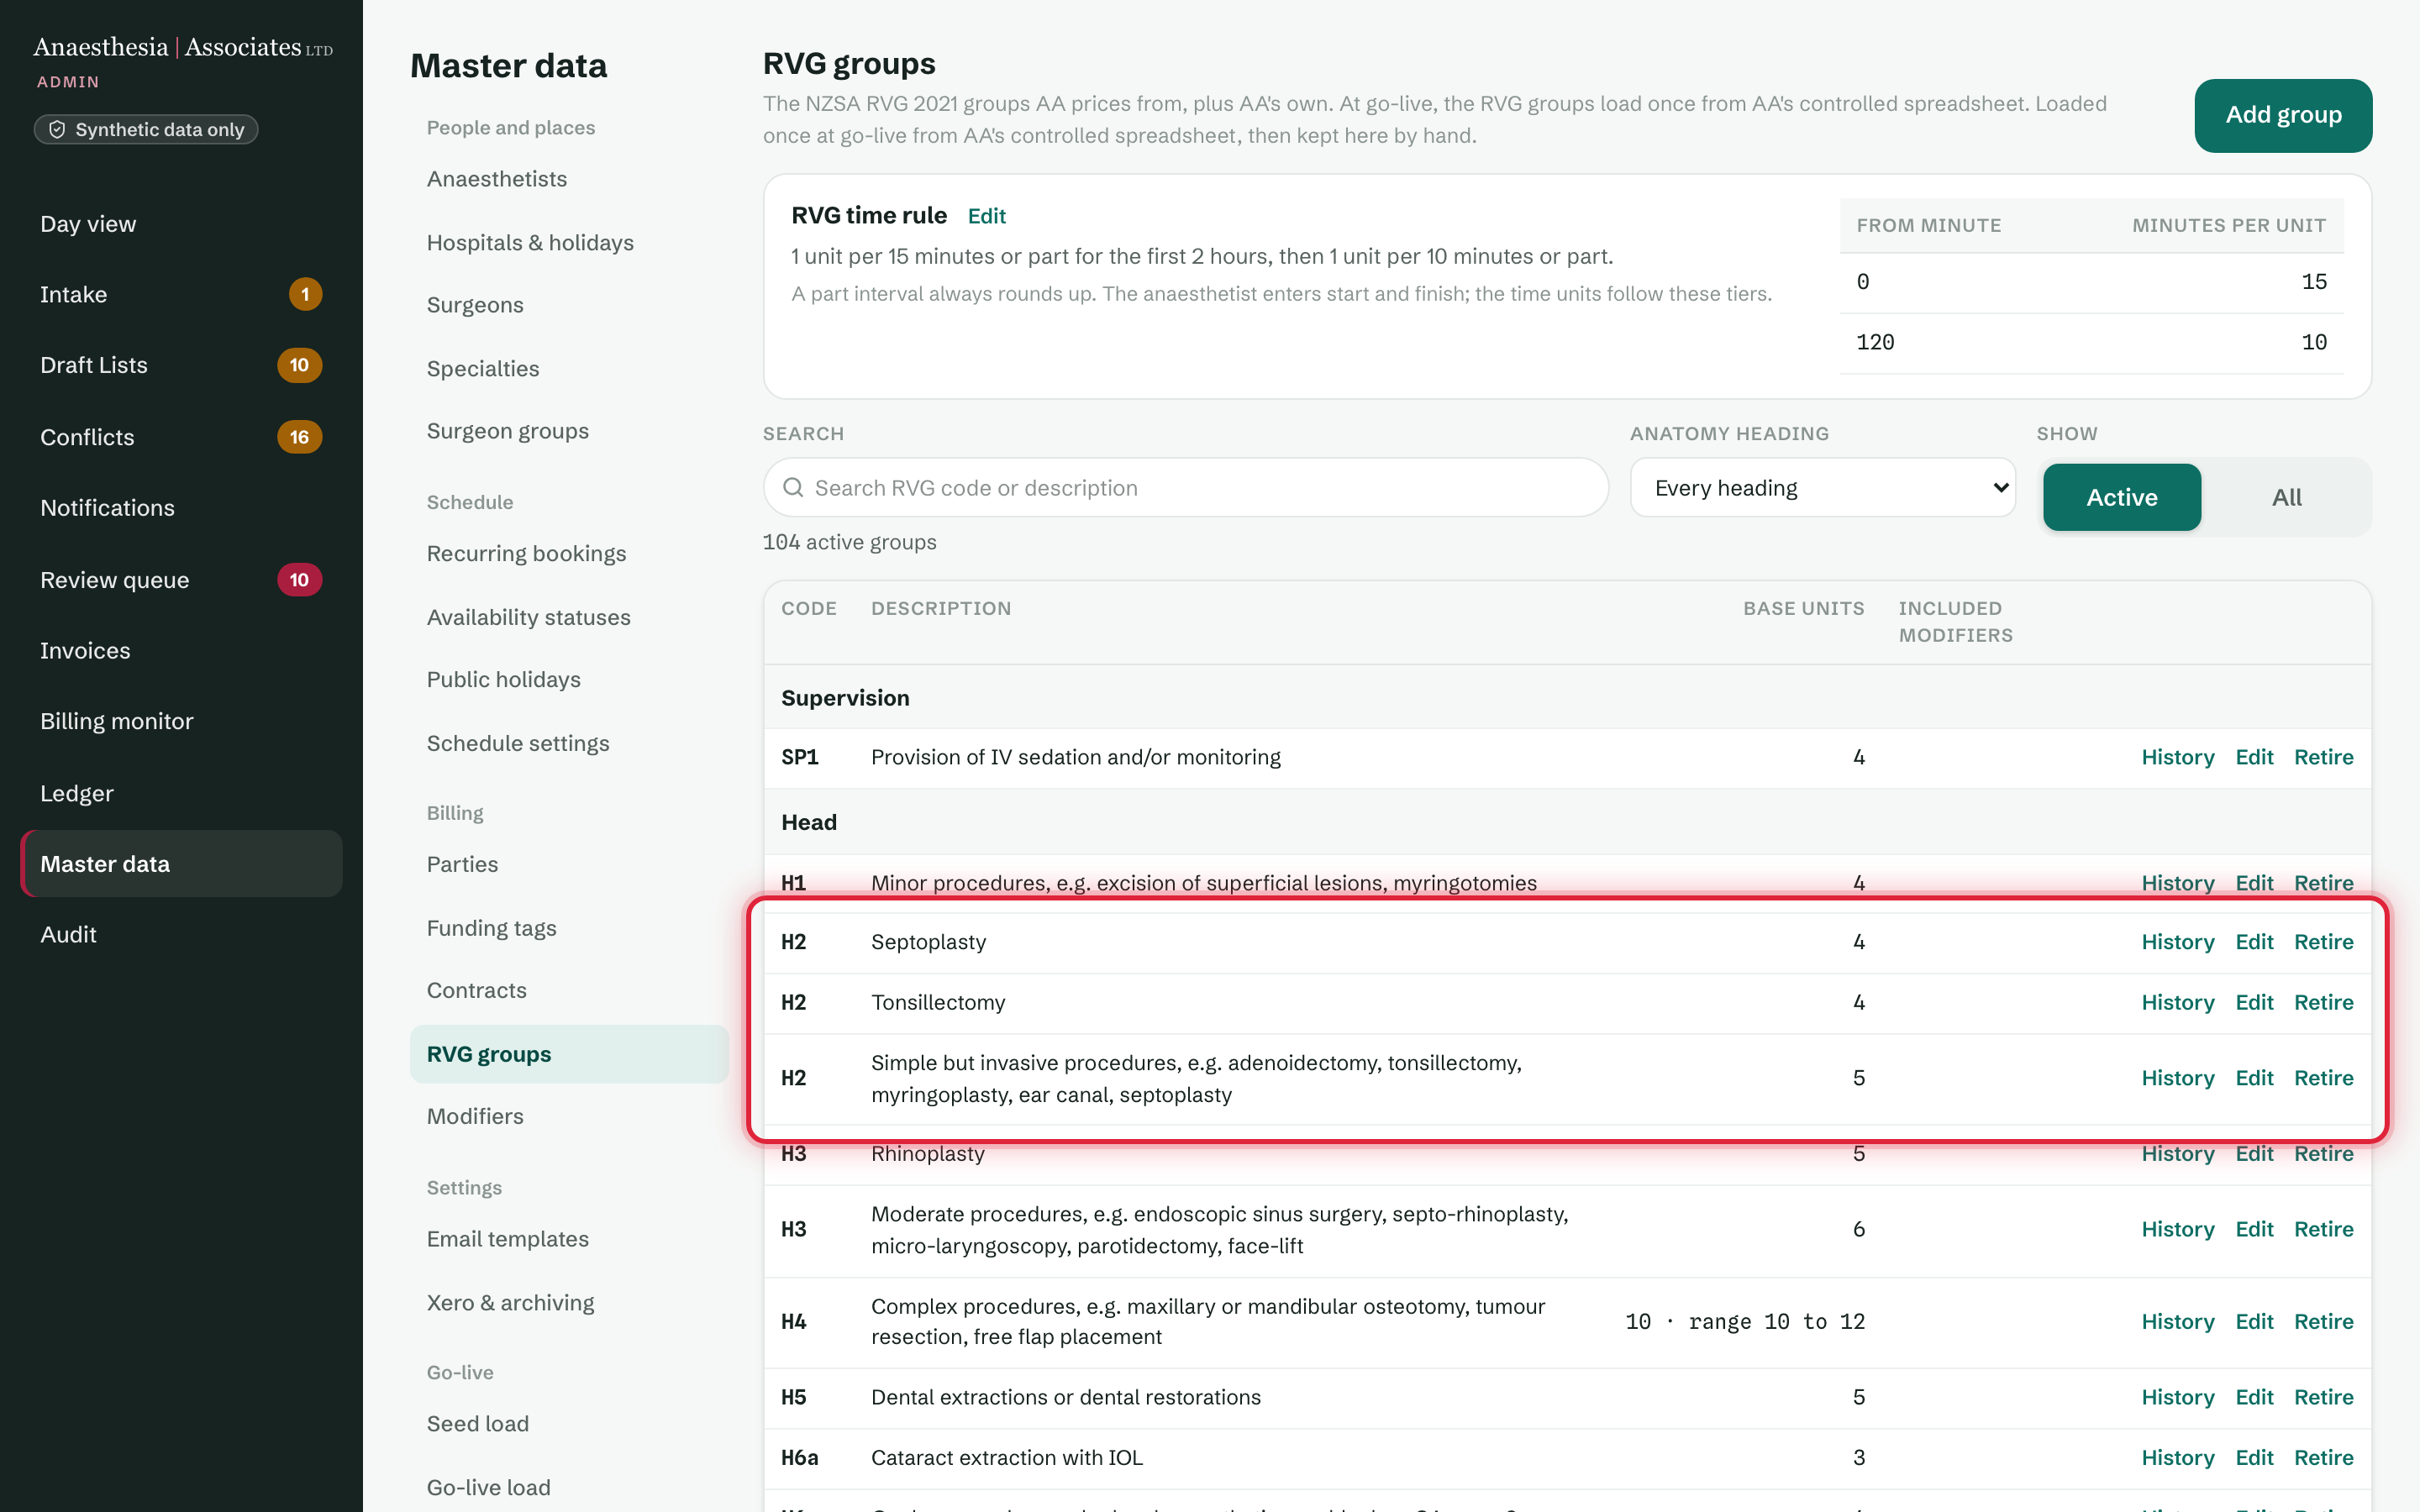 Anaesthesia | Associates LTD
ADMIN
Synthetic data only
Day view
Intake 1
Draft Lists 10
Conflicts 16
Notifications
Review queue 10
Invoices
Billing monitor
Ledger
Master data
Audit
Master data
People and places
Anaesthetists
Hospitals & holidays
Surgeons
Specialties
Surgeon groups
Schedule
Recurring bookings
Availability statuses
Public holidays
Schedule settings
Billing
Parties
Funding tags
Contracts
RVG groups
Modifiers
Settings
Email templates
Xero & archiving
Go-live
Seed load
Go-live load
RVG groups
The NZSA RVG 2021 groups AA prices from, plus AA's own. At go-live, the RVG groups load once from AA's controlled spreadsheet. Loaded
once at go-live from AA's controlled spreadsheet, then kept here by hand.
Add group
RVG time rule Edit
1 unit per 15 minutes or part for the first 2 hours, then 1 unit per 10 minutes or part.
A part interval always rounds up. The anaesthetist enters start and finish; the time units follow these tiers.
FROM MINUTE MINUTES PER UNIT
0 15
120 10
SEARCH
Search RVG code or description
ANATOMY HEADING
Every heading
SHOW
Active All
104 active groups
CODE DESCRIPTION BASE UNITS INCLUDED
MODIFIERS
Supervision
SP1 Provision of IV sedation and/or monitoring 4 History Edit Retire
Head
H1 Minor procedures, e.g. excision of superficial lesions, myringotomies 4 History Edit Retire
H2 Septoplasty 4 History Edit Retire
H2 Tonsillectomy 4 History Edit Retire
H2 Simple but invasive procedures, e.g. adenoidectomy, tonsillectomy,
myringoplasty, ear canal, septoplasty 5 History Edit Retire
H3 Rhinoplasty 5 History Edit Retire
H3 Moderate procedures, e.g. endoscopic sinus surgery, septo-rhinoplasty,
micro-laryngoscopy, parotidectomy, face-lift 6 History Edit Retire
H4 Complex procedures, e.g. maxillary or mandibular osteotomy, tumour
resection, free flap placement 10 · range 10 to 12 History Edit Retire
H5 Dental extractions or dental restorations 5 History Edit Retire
H6a Cataract extraction with IOL 3 History Edit Retire